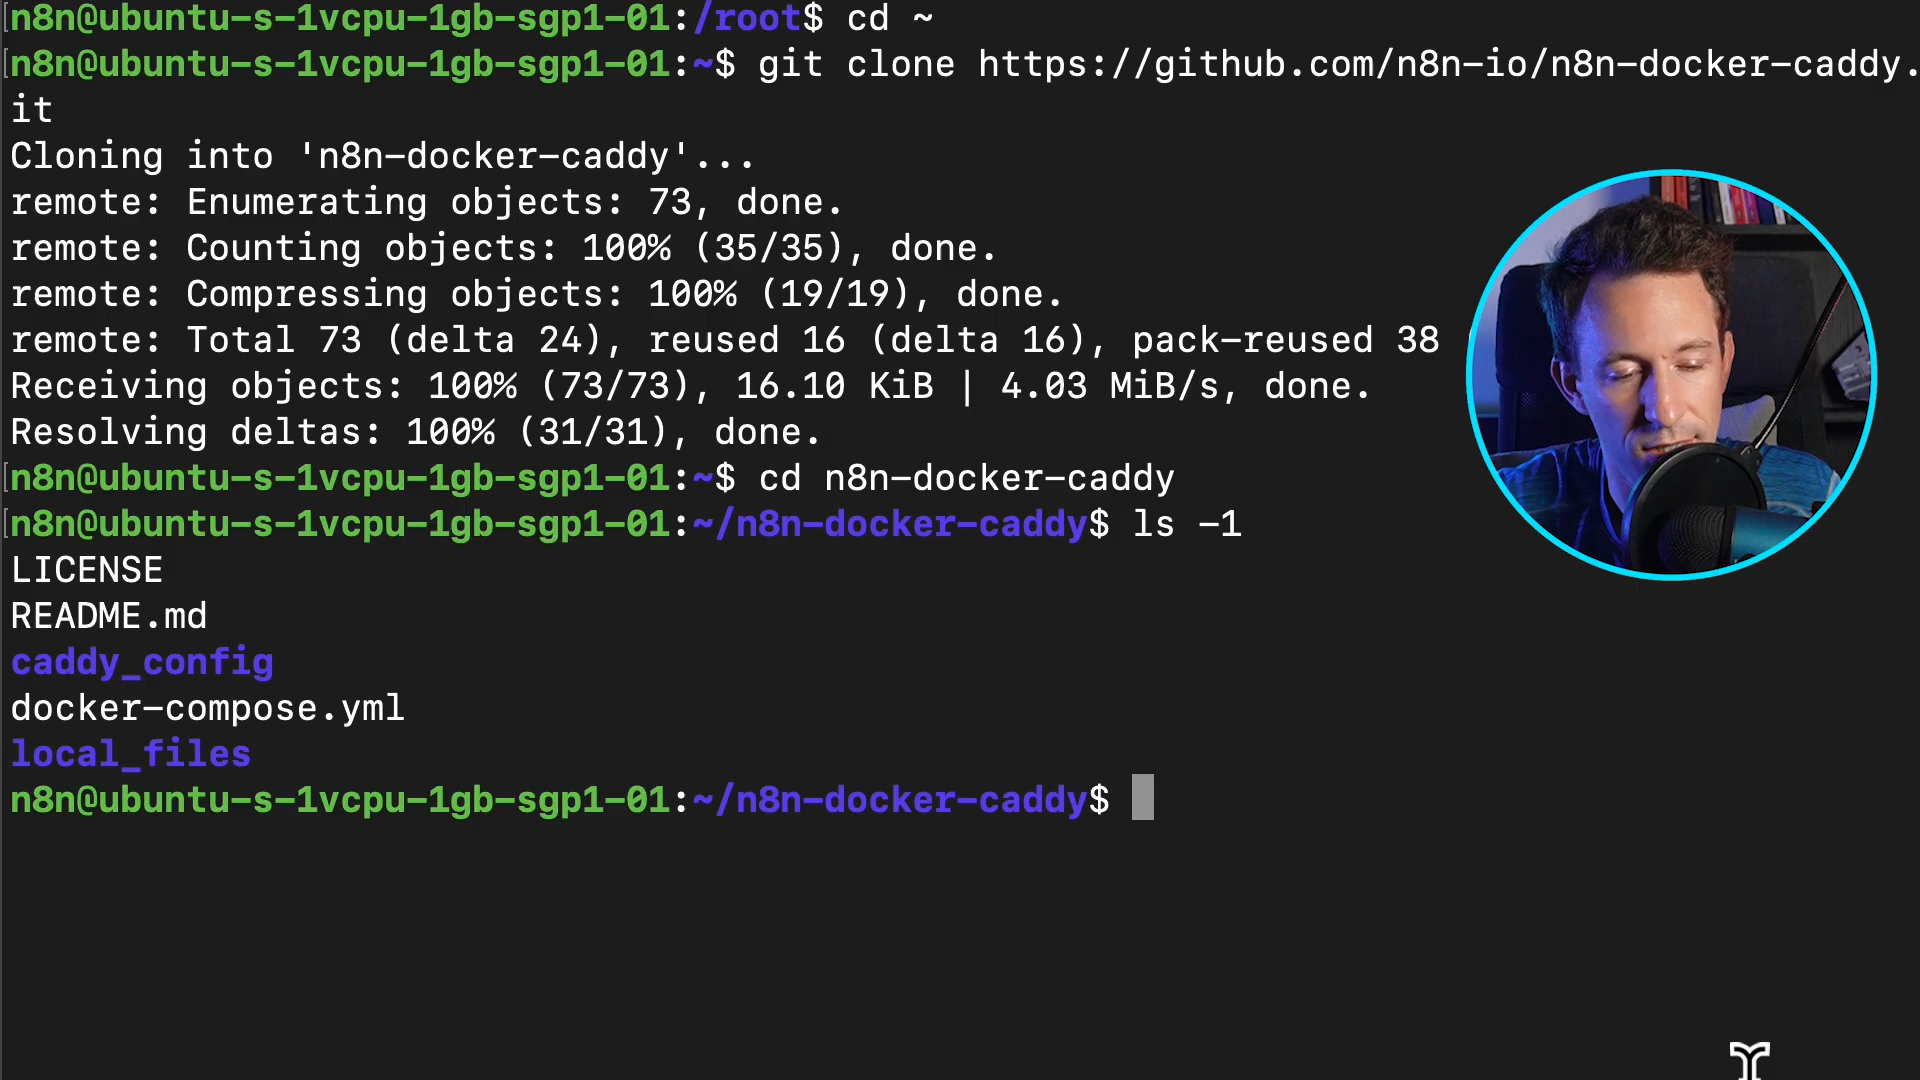 n8n@ubuntu-s-1vcpu-1gb-sgp1-01:/root$ cd ~
n8n@ubuntu-s-1vcpu-1gb-sgp1-01:~$ git clone https://github.com/n8n-io/n8n-docker-caddy.
it
Cloning into 'n8n-docker-caddy'...
remote: Enumerating objects: 73, done.
remote: Counting objects: 100% (35/35), done.
remote: Compressing objects: 100% (19/19), done.
remote: Total 73 (delta 24), reused 16 (delta 16), pack-reused 38
Receiving objects: 100% (73/73), 16.10 KiB | 4.03 MiB/s, done.
Resolving deltas: 100% (31/31), done.
n8n@ubuntu-s-1vcpu-1gb-sgp1-01:~$ cd n8n-docker-caddy
n8n@ubuntu-s-1vcpu-1gb-sgp1-01:~/n8n-docker-caddy$ ls -1
LICENSE
README.md
caddy_config
docker-compose.yml
local_files
n8n@ubuntu-s-1vcpu-1gb-sgp1-01:~/n8n-docker-caddy$